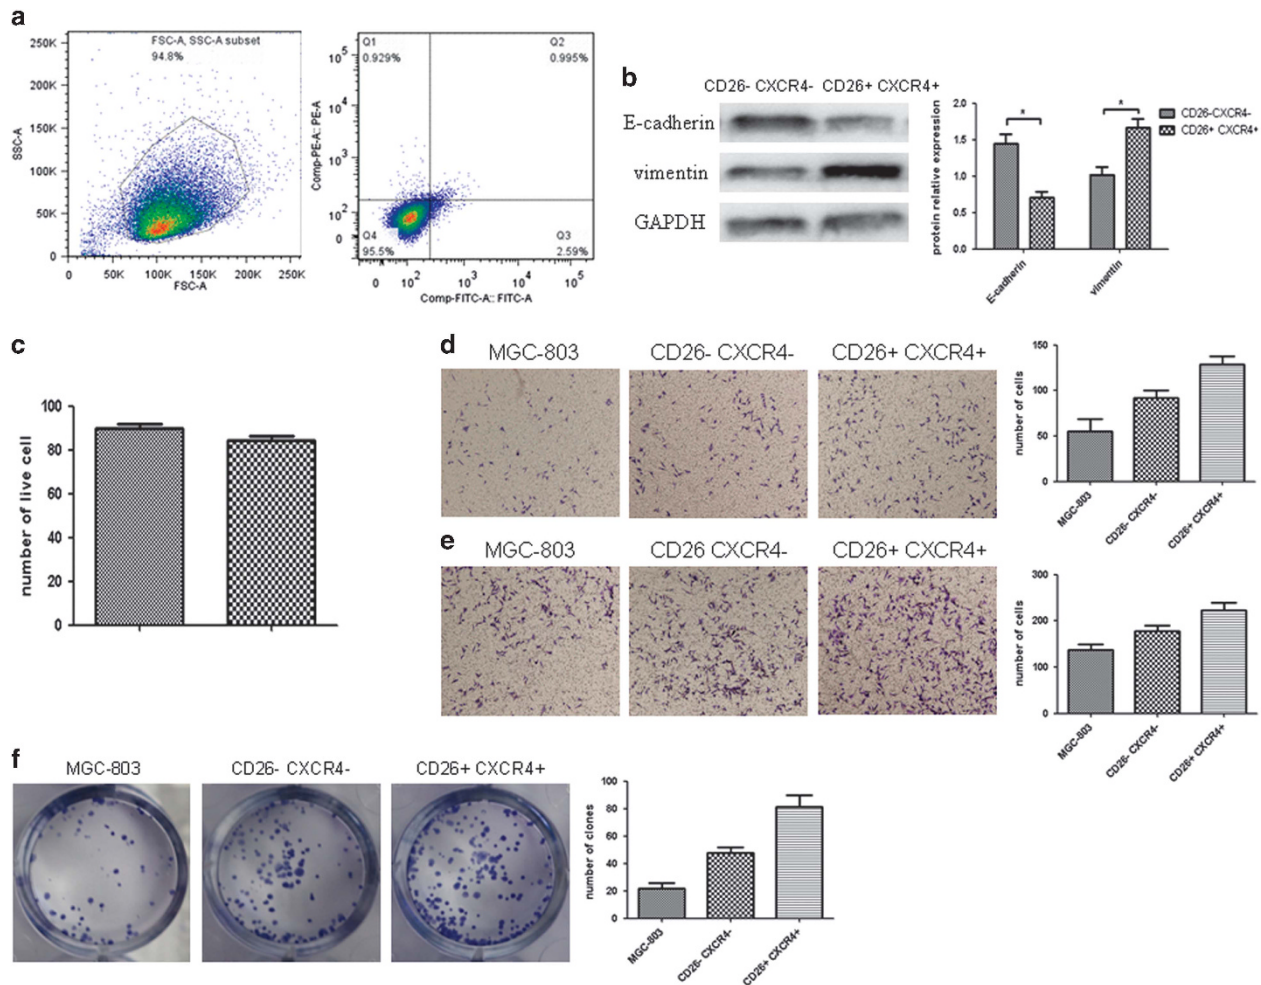 a
FSC-A, SSC-A subset
94.8%
250K
200K
150K
100K
50K
0
SSC-A
0 50K 100K 150K 200K 250K
FSC-A
Q1
0.929%
Q2
0.995%
Q4
95.5%
Q3
2.59%
10^5
10^4
10^3
10^2
0
Comp-PE-A:: PE-A
0 10^2 10^3 10^4 10^5
Comp-FITC-A:: FITC-A
b
CD26- CXCR4- CD26+ CXCR4+
E-cadherin
vimentin
GAPDH
protein relative expression
2.0
1.5
1.0
0.5
0.0
* *
E-cadherin vimentin
CD26-CXCR4-
CD26+ CXCR4+
c
number of live cell
100
80
60
40
20
0
d
MGC-803 CD26- CXCR4- CD26+ CXCR4+
number of cells
150
100
50
0
MGC-803 CD26- CXCR4- CD26+ CXCR4+
e
MGC-803 CD26 CXCR4- CD26+ CXCR4+
number of cells
300
200
100
0
MGC-803 CD26- CXCR4- CD26+ CXCR4+
f
MGC-803 CD26- CXCR4- CD26+ CXCR4+
number of clones
100
80
60
40
20
0
MGC-803 CD26- CXCR4- CD26+ CXCR4+